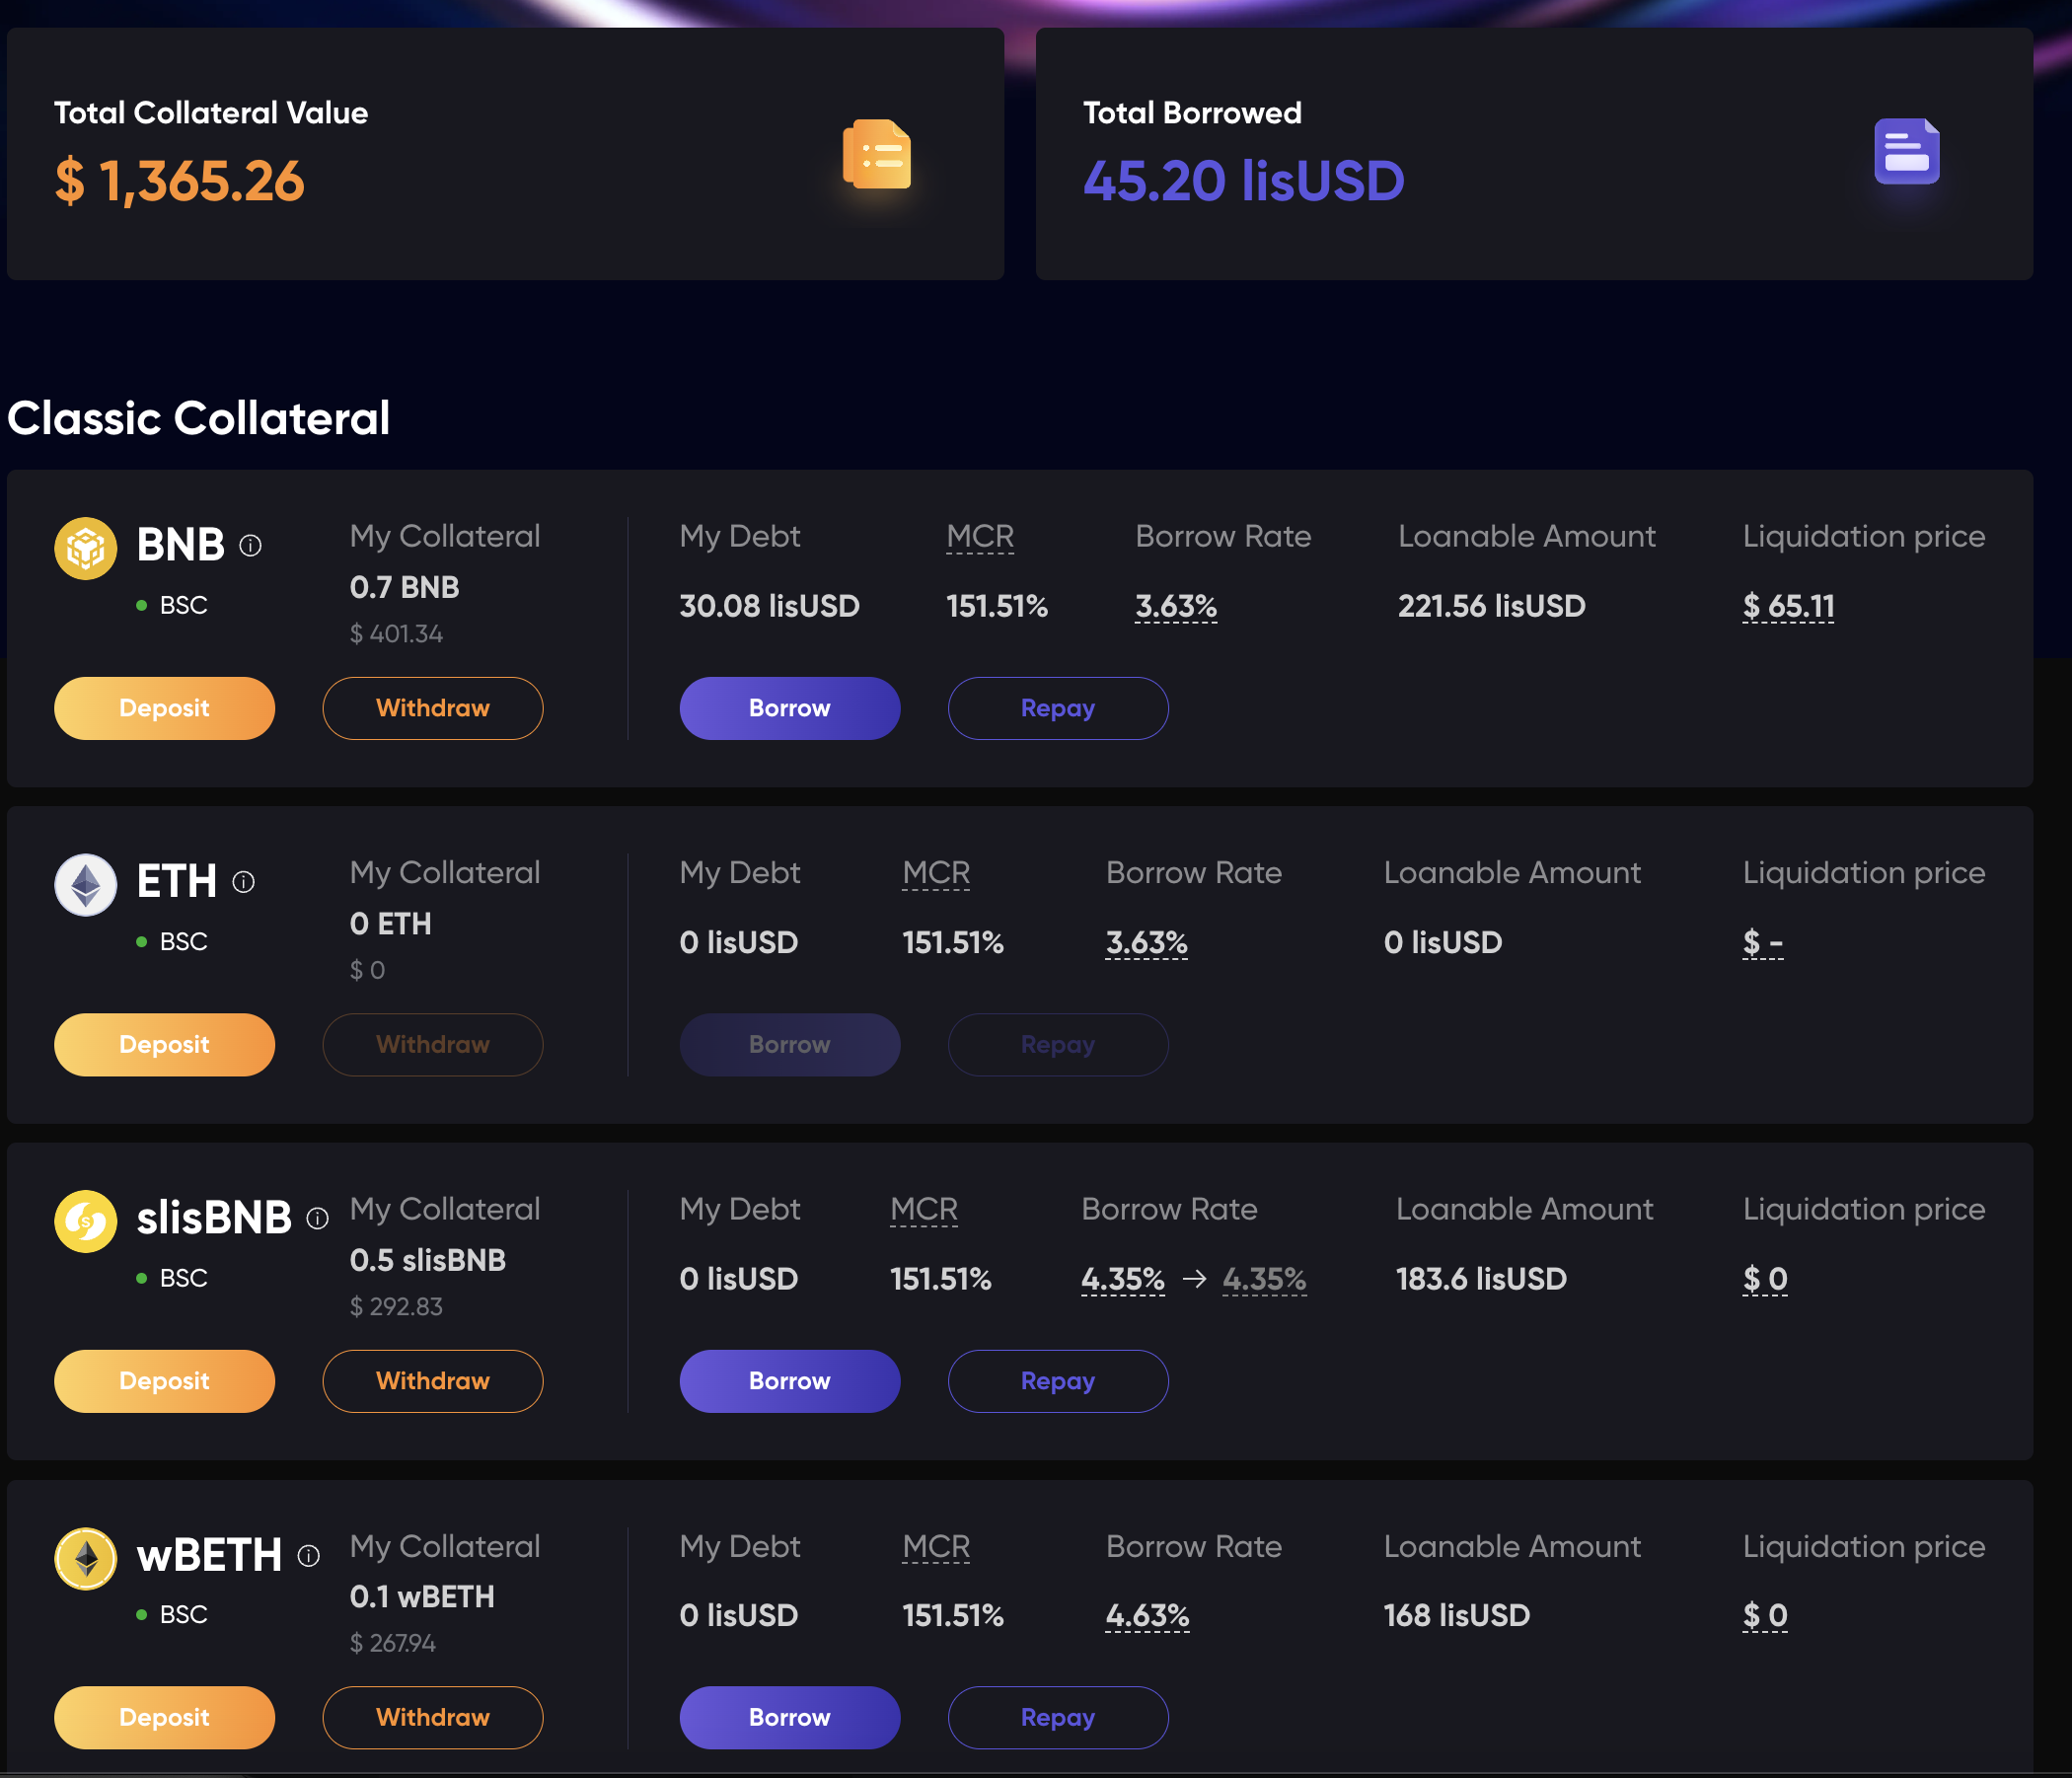 Total Collateral Value
$ 1,365.26
Total Borrowed
45.20 lisUSD
Classic Collateral
BNB
BSC
My Collateral
0.7 BNB
$ 401.34
My Debt
30.08 lisUSD
MCR
151.51%
Borrow Rate
3.63%
Loanable Amount
221.56 lisUSD
Liquidation price
$ 65.11
Deposit
Withdraw
Borrow
Repay
ETH
BSC
My Collateral
0 ETH
$ 0
My Debt
0 lisUSD
MCR
151.51%
Borrow Rate
3.63%
Loanable Amount
0 lisUSD
Liquidation price
$ -
Deposit
Withdraw
Borrow
Repay
slisBNB
BSC
My Collateral
0.5 slisBNB
$ 292.83
My Debt
0 lisUSD
MCR
151.51%
Borrow Rate
4.35% → 4.35%
Loanable Amount
183.6 lisUSD
Liquidation price
$ 0
Deposit
Withdraw
Borrow
Repay
wBETH
BSC
My Collateral
0.1 wBETH
$ 267.94
My Debt
0 lisUSD
MCR
151.51%
Borrow Rate
4.63%
Loanable Amount
168 lisUSD
Liquidation price
$ 0
Deposit
Withdraw
Borrow
Repay